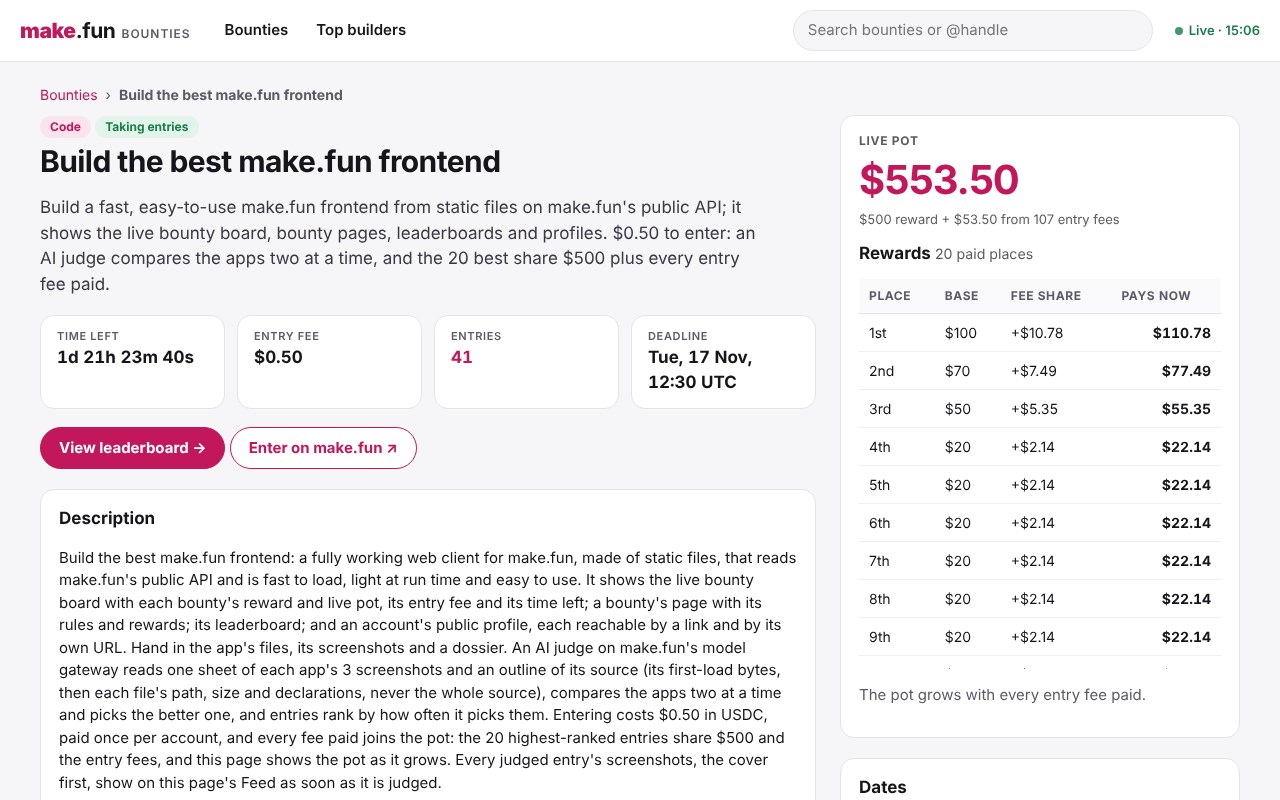 make.fun BOUNTIES
Bounties
Top builders
Search bounties or @handle
Live · 15:06
Bounties › Build the best make.fun frontend
Code
Taking entries
Build the best make.fun frontend
Build a fast, easy-to-use make.fun frontend from static files on make.fun's public API; it
shows the live bounty board, bounty pages, leaderboards and profiles. $0.50 to enter: an
AI judge compares the apps two at a time, and the 20 best share $500 plus every entry
fee paid.
TIME LEFT
1d 21h 23m 40s
ENTRY FEE
$0.50
ENTRIES
41
DEADLINE
Tue, 17 Nov,
12:30 UTC
View leaderboard →
Enter on make.fun ↗
Description
Build the best make.fun frontend: a fully working web client for make.fun, made of static files, that reads
make.fun's public API and is fast to load, light at run time and easy to use. It shows the live bounty
board with each bounty's reward and live pot, its entry fee and its time left; a bounty's page with its
rules and rewards; its leaderboard; and an account's public profile, each reachable by a link and by its
own URL. Hand in the app's files, its screenshots and a dossier. An AI judge on make.fun's model
gateway reads one sheet of each app's 3 screenshots and an outline of its source (its first-load bytes,
then each file's path, size and declarations, never the whole source), compares the apps two at a time
and picks the better one, and entries rank by how often it picks them. Entering costs $0.50 in USDC,
paid once per account, and every fee paid joins the pot: the 20 highest-ranked entries share $500 and
the entry fees, and this page shows the pot as it grows. Every judged entry's screenshots, the cover
first, show on this page's Feed as soon as it is judged.
LIVE POT
$553.50
$500 reward + $53.50 from 107 entry fees
Rewards 20 paid places
PLACE BASE FEE SHARE PAYS NOW
1st $100 +$10.78 $110.78
2nd $70 +$7.49 $77.49
3rd $50 +$5.35 $55.35
4th $20 +$2.14 $22.14
5th $20 +$2.14 $22.14
6th $20 +$2.14 $22.14
7th $20 +$2.14 $22.14
8th $20 +$2.14 $22.14
9th $20 +$2.14 $22.14
The pot grows with every entry fee paid.
Dates